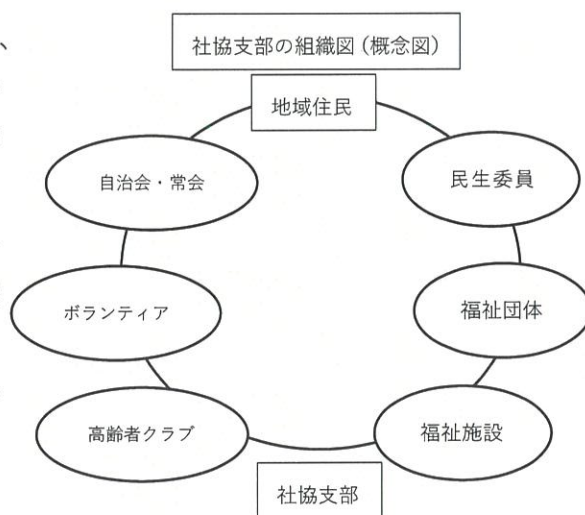 、
社協支部の組織図(概念図)
地域住民
自治会・常会
民生委員
ボランティア
福祉団体
高齢者クラブ
福祉施設
社協支部